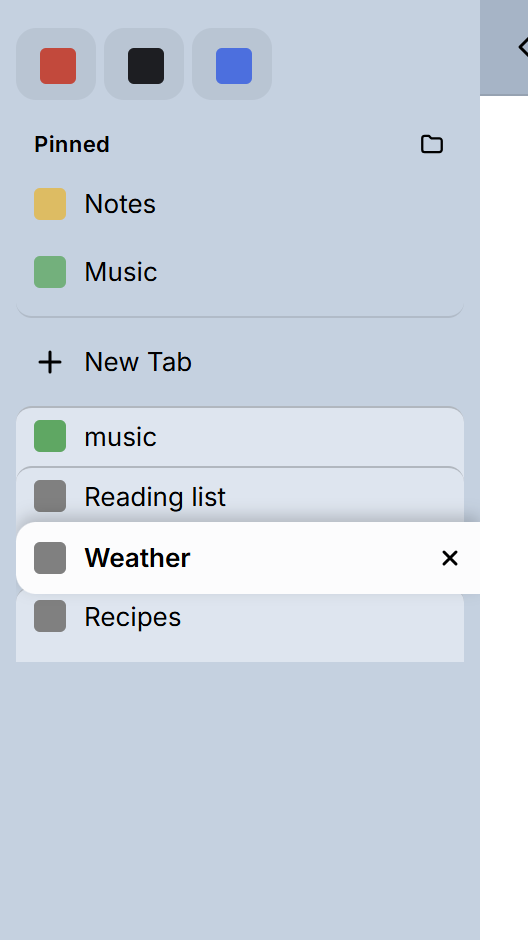 Pinned
Notes
Music
New Tab
music
Reading list
Weather
Recipes